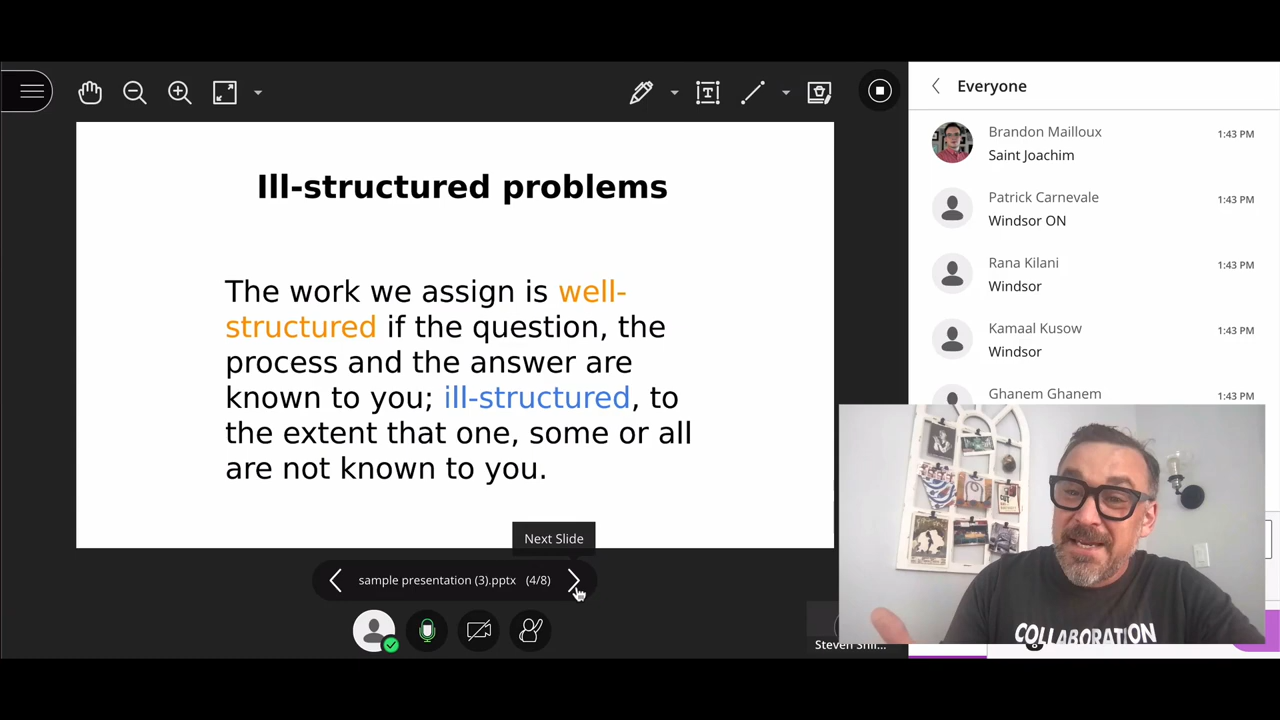 Everyone
Ill-structured problems
The work we assign is well-
structured if the question, the
process and the answer are
known to you; ill-structured, to
the extent that one, some or all
are not known to you.
Next Slide
sample presentation (3).pptx (4/8)
Brandon Mailloux 1:43 PM
Saint Joachim
Patrick Carnevale 1:43 PM
Windsor ON
Rana Kilani 1:43 PM
Windsor
Kamaal Kusow 1:43 PM
Windsor
Ghanem Ghanem 1:43 PM
COLLABORATION
Steven